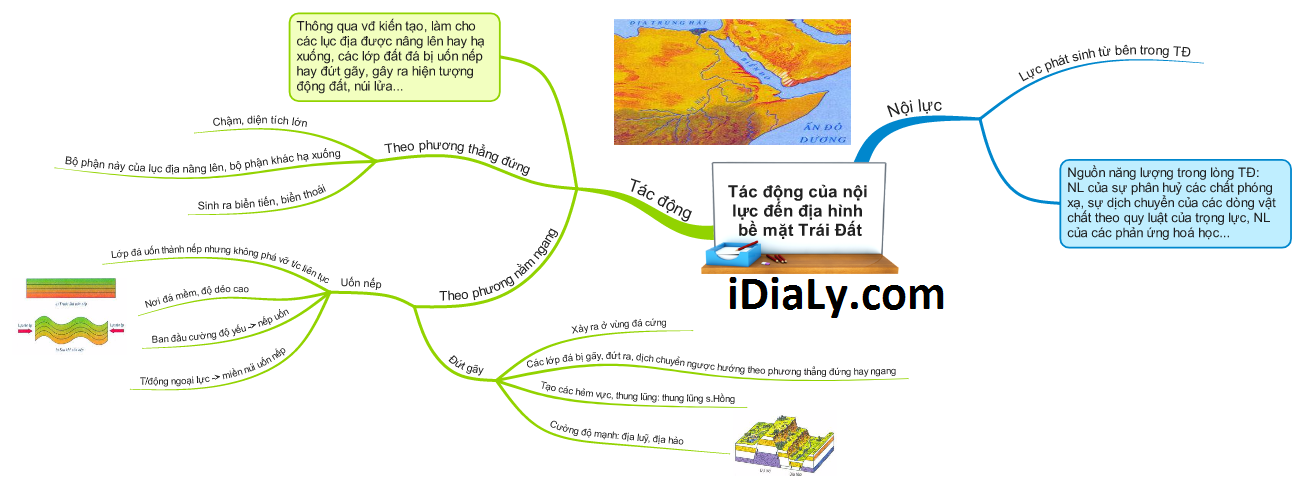 Tác động của nội
lực đến địa hình
bề mặt Trái Đất
iDiaLy.com
Nội lực
Lực phát sinh từ bên trong TĐ
Nguồn năng lượng trong lòng TĐ:
NL của sự phân huỷ các chất phóng
xạ, sự dịch chuyển của các dòng vật
chất theo quy luật của trọng lực, NL
của các phản ứng hoá học...
ĐỊA TRUNG HẢI
BIỂN ĐỎ
ẤN ĐỘ
DƯƠNG
Tác động
Thông qua vđ kiến tạo, làm cho
các lục địa được nâng lên hay hạ
xuống, các lớp đất đá bị uốn nếp
hay đứt gãy, gây ra hiện tượng
động đất, núi lửa...
Theo phương thẳng đứng
Chậm, diện tích lớn
Bộ phận này của lục địa nâng lên, bộ phận khác hạ xuống
Sinh ra biển tiến, biển thoái
Theo phương nằm ngang
Uốn nếp
Lớp đá uốn thành nếp nhưng không phá vỡ t/c liên tục
Nơi đá mềm, độ dẻo cao
Ban đầu cường độ yếu -> nếp uốn
T/động ngoại lực -> miền núi uốn nếp
Đứt gãy
Xảy ra ở vùng đá cứng
Các lớp đá bị gãy, đứt ra, dịch chuyển ngược hướng theo phương thẳng đứng hay ngang
Tạo các hẻm vực, thung lũng: thung lũng s.Hồng
Cường độ mạnh: địa luỹ, địa hào